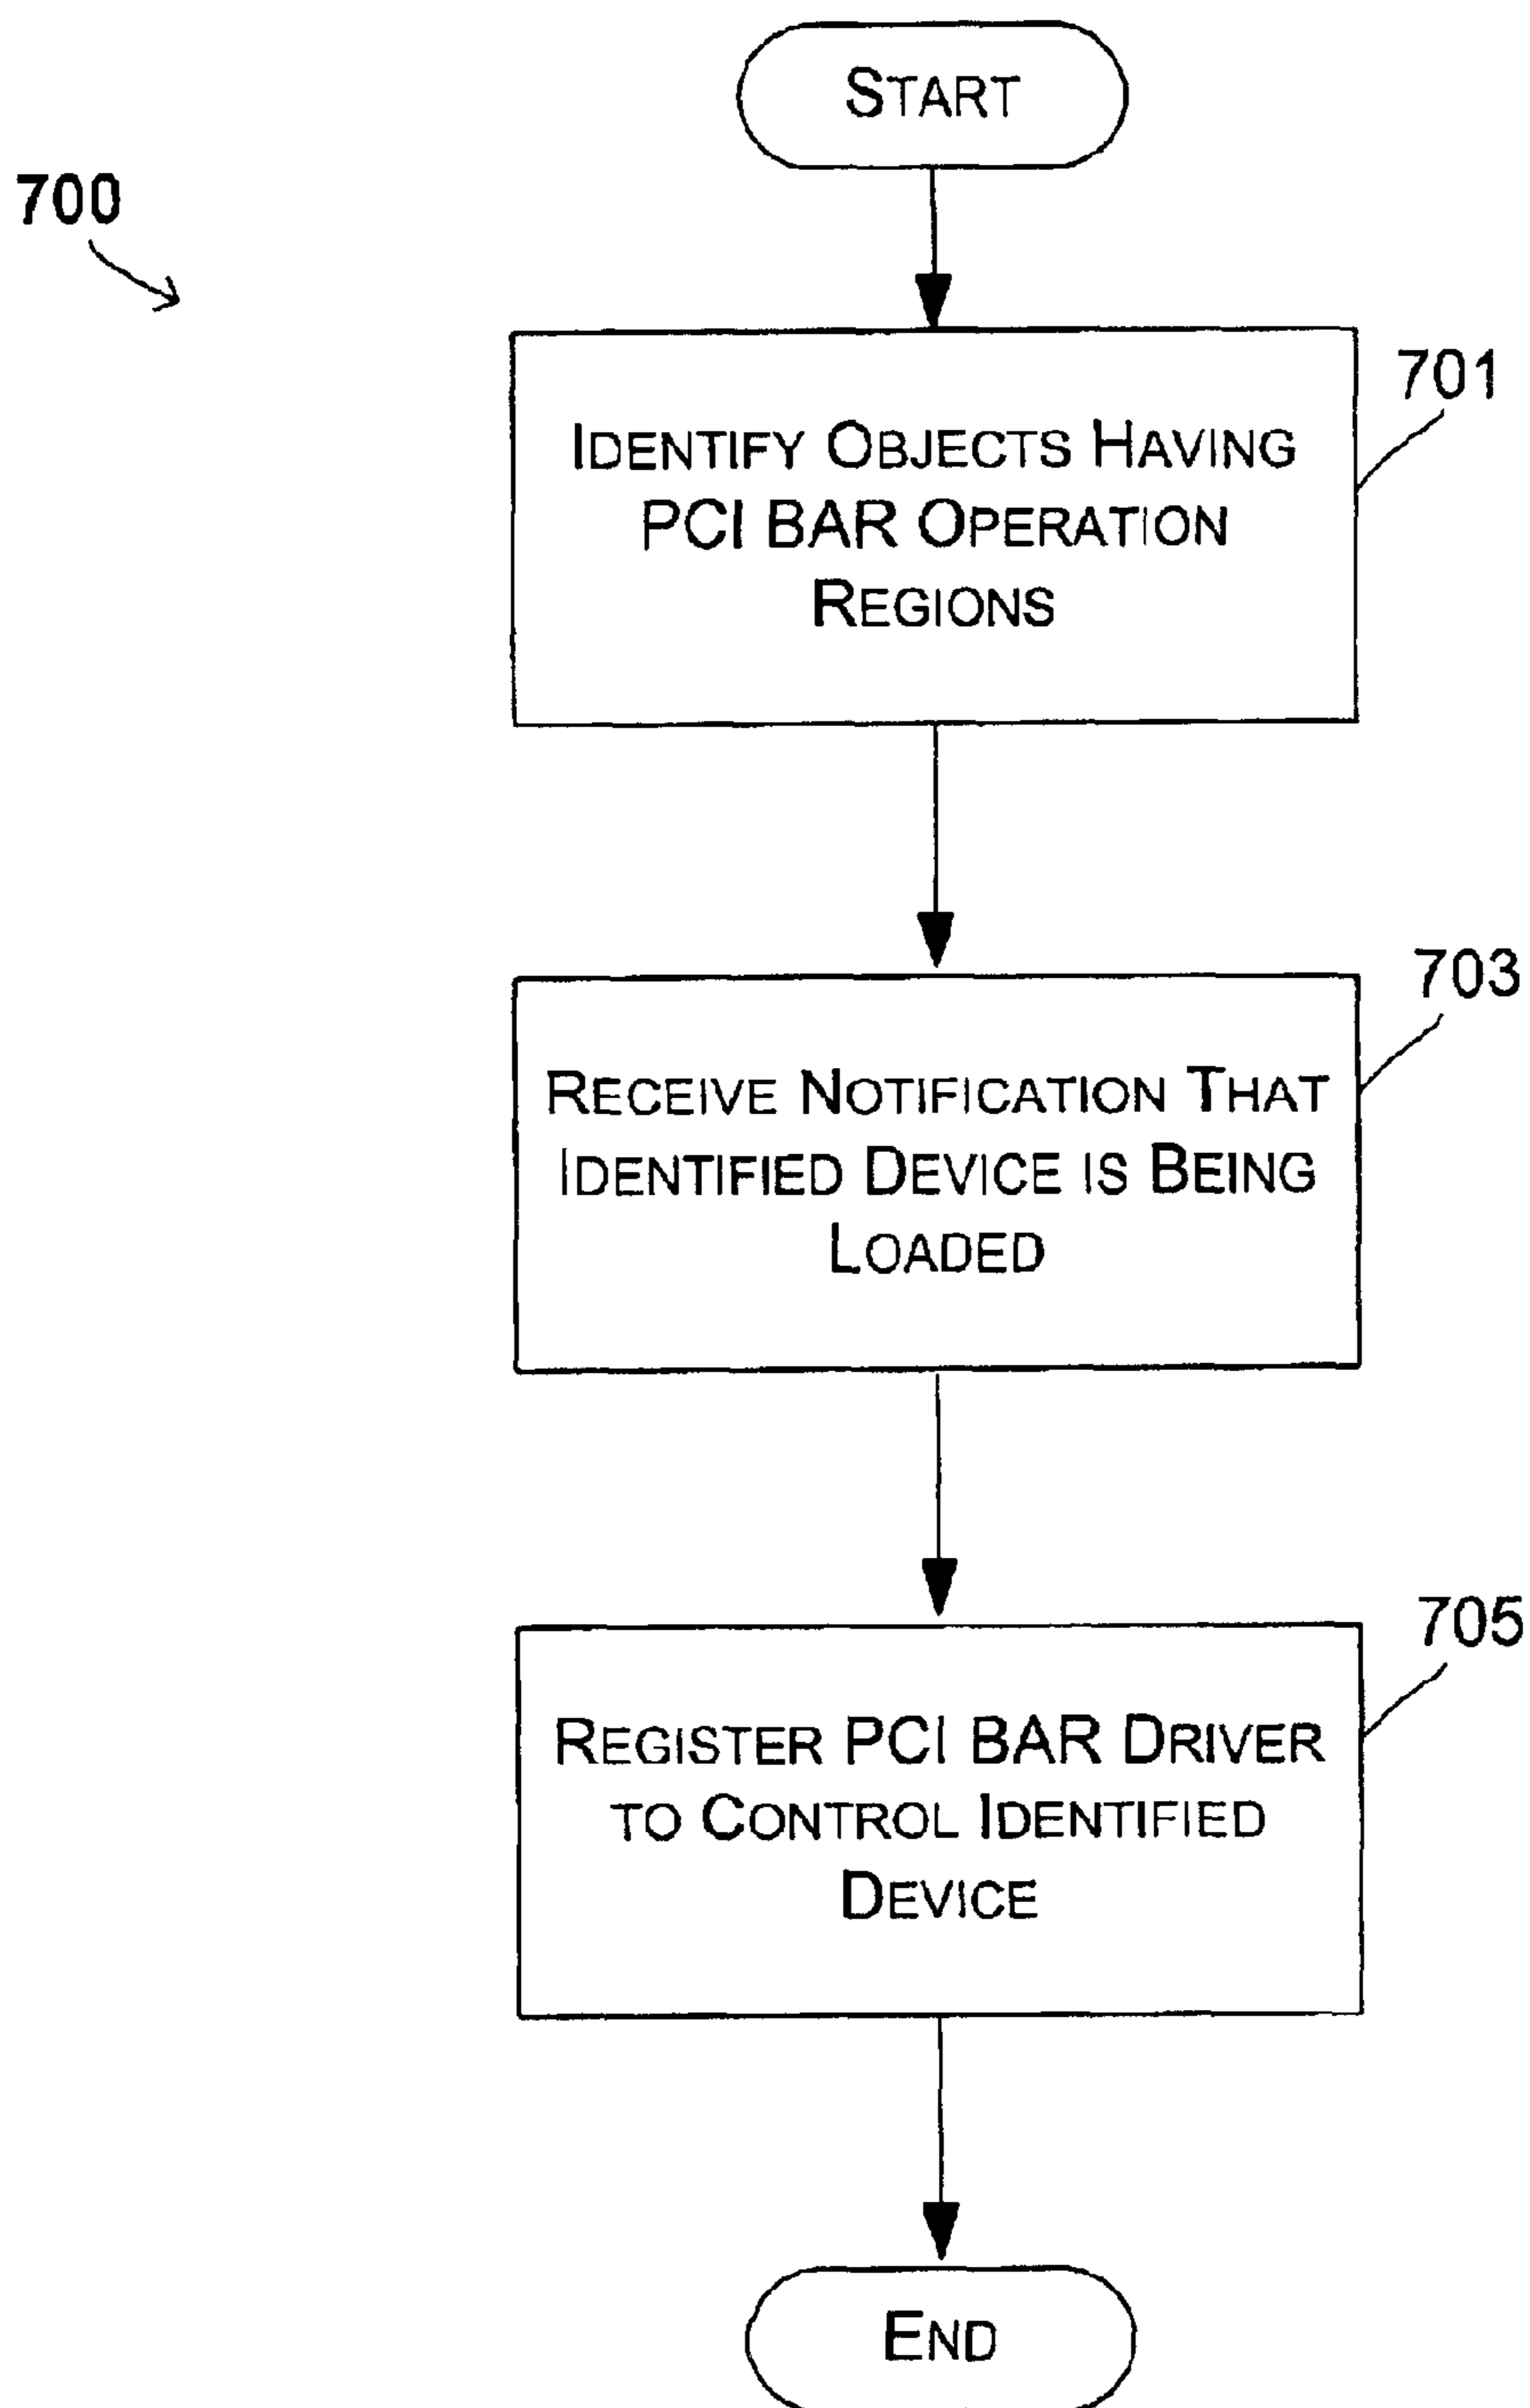 START
700
701
IDENTIFY OBJECTS HAVING
PCI BAR OPERATION
REGIONS
703
RECEIVE NOTIFICATION THAT
IDENTIFIED DEVICE IS BEING
LOADED
705
REGISTER PCI BAR DRIVER
TO CONTROL IDENTIFIED
DEVICE
END